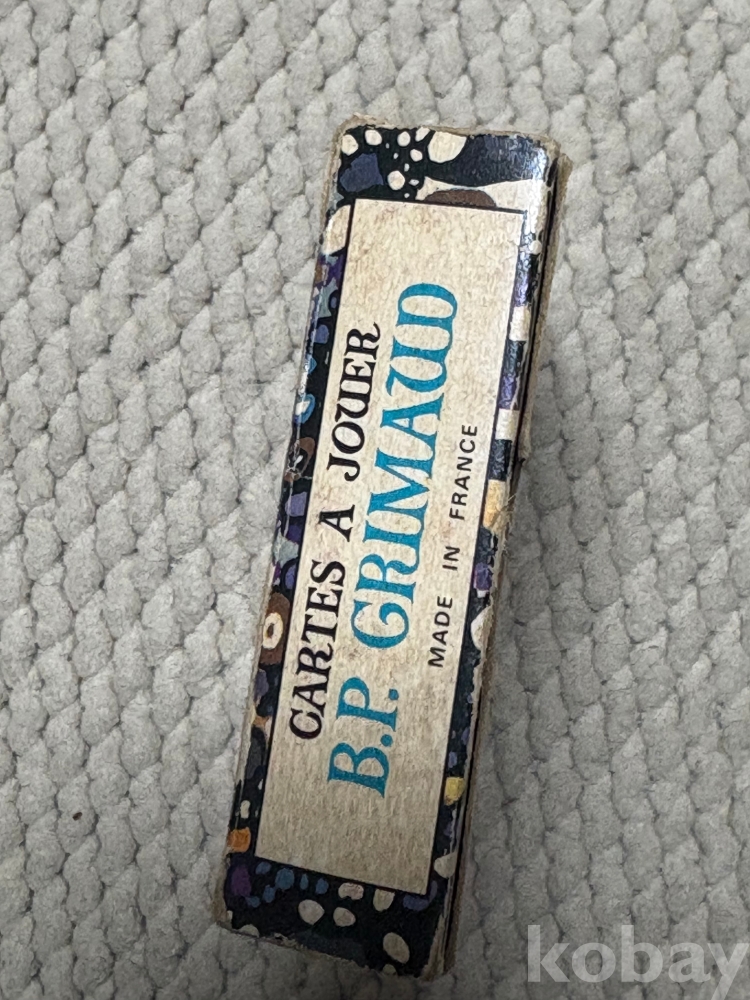 CARTES A JOUER
B.P. GRIMAUD
MADE IN FRANCE
kobay